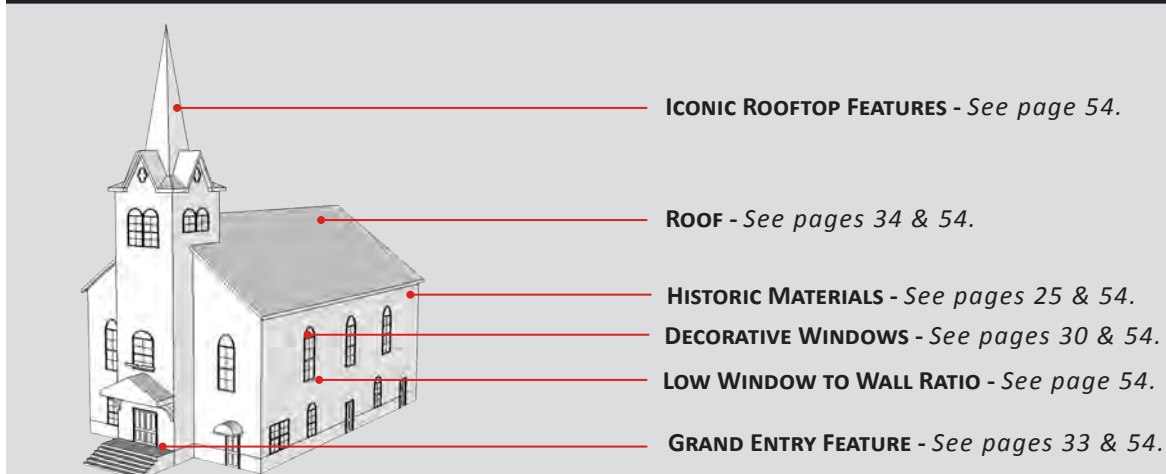 Iconic Rooftop Features - See page 54.
Roof - See pages 34 & 54.
Historic Materials - See pages 25 & 54.
Decorative Windows - See pages 30 & 54.
Low Window to Wall Ratio - See page 54.
Grand Entry Feature - See pages 33 & 54.